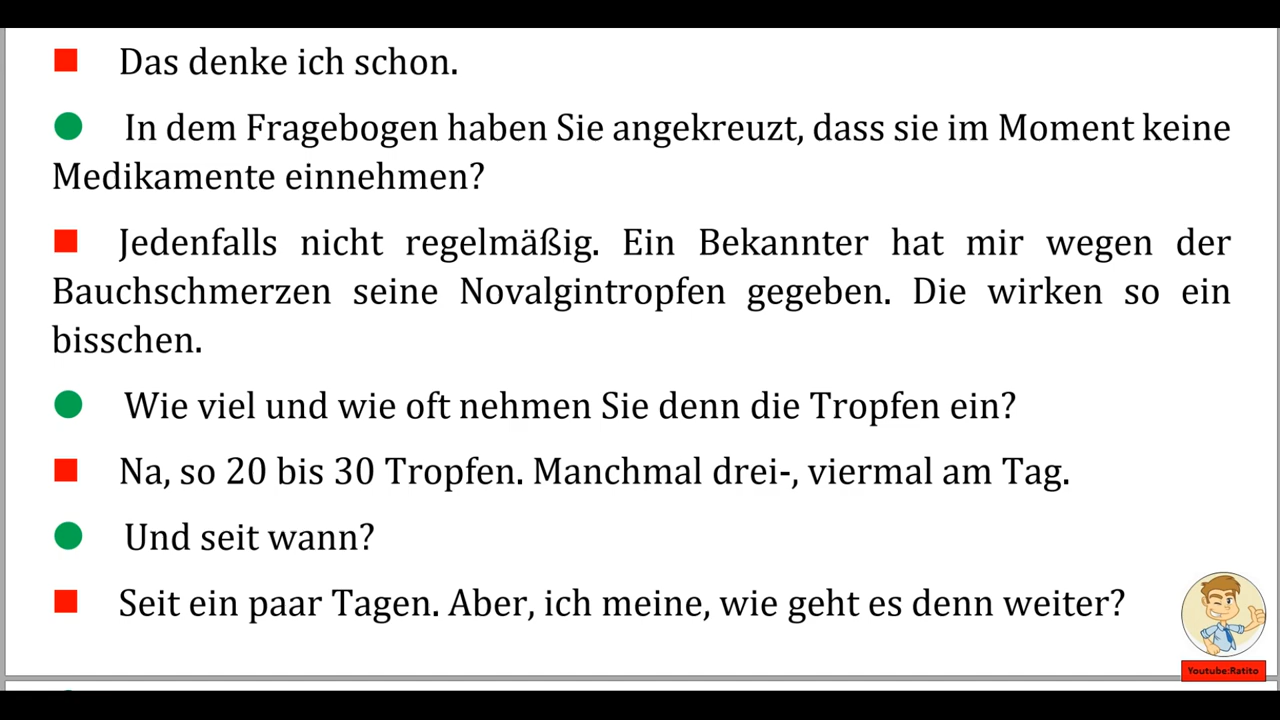 Das denke ich schon.
In dem Fragebogen haben Sie angekreuzt, dass sie im Moment keine
Medikamente einnehmen?
Jedenfalls nicht regelmäßig. Ein Bekannter hat mir wegen der
Bauchschmerzen seine Novalgintropfen gegeben. Die wirken so ein
bisschen.
Wie viel und wie oft nehmen Sie denn die Tropfen ein?
Na, so 20 bis 30 Tropfen. Manchmal drei-, viermal am Tag.
Und seit wann?
Seit ein paar Tagen. Aber, ich meine, wie geht es denn weiter?
Youtube:Ratito